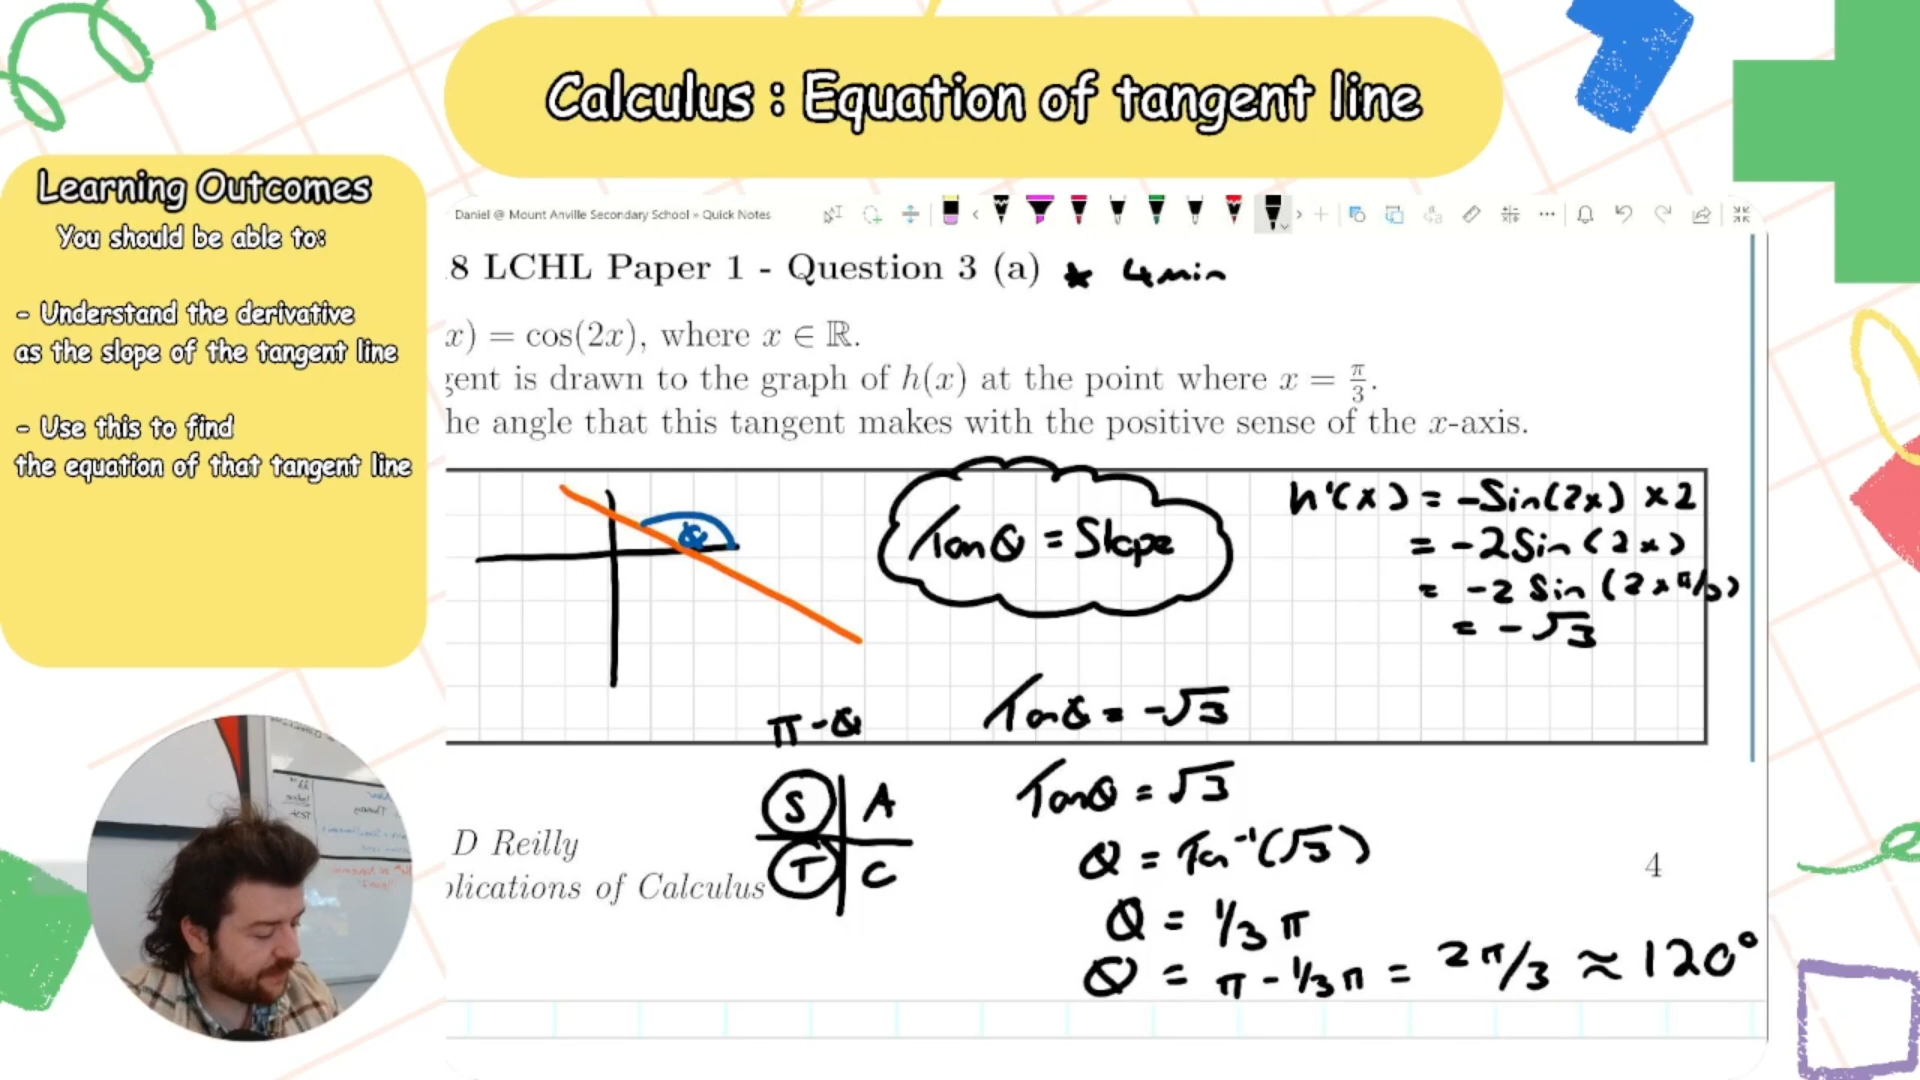 Calculus : Equation of tangent line
Learning Outcomes
You should be able to:
- Understand the derivative
as the slope of the tangent line
- Use this to find
the equation of that tangent line
Daniel @ Mount Anville Secondary School » Quick Notes
8 LCHL Paper 1 - Question 3 (a) * 4min
x) = cos(2x), where x ∈ ℝ.
gent is drawn to the graph of h(x) at the point where x = π/3.
he angle that this tangent makes with the positive sense of the x-axis.
θ
Tanθ = Slope
h'(x) = -Sin(2x) × 2
= -2Sin(2x)
= -2 Sin(2×π/3)
= -√3
π-θ
Tanθ = -√3
S A
T C
Tanθ = √3
θ = Tan⁻¹(√3)
θ = 1/3 π
θ = π - 1/3π = 2π/3 ≈ 120°
D Reilly
plications of Calculus
4